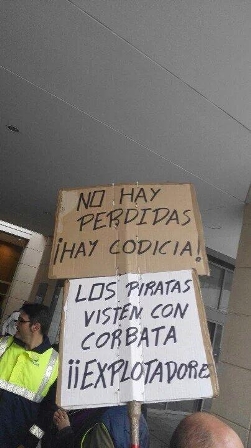 NO HAY
PERDIDAS
¡HAY CODICIA!
LOS PIRATAS
VISTEN CON
CORBATA
¡¡EXPLOTADORE